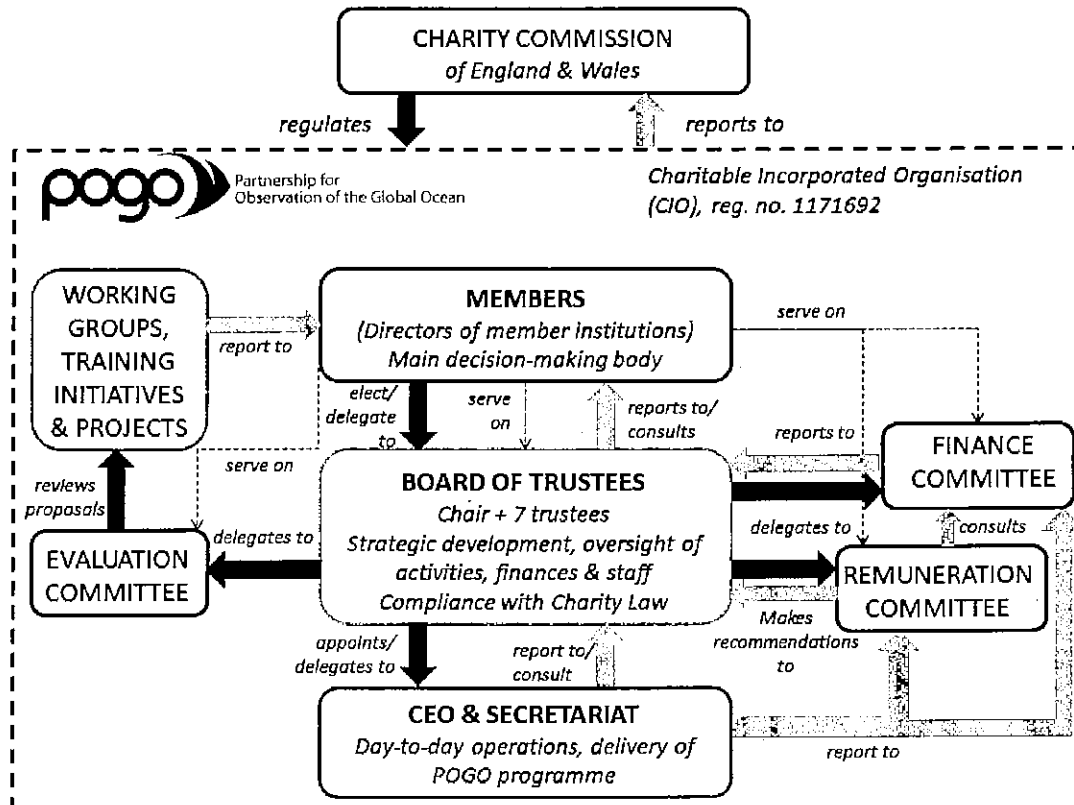 CHARITY COMMISSION
of England & Wales
regulates
reports to
pogo
Partnership for
Observation of the Global Ocean
Charitable Incorporated Organisation
(CIO), reg. no. 1171692
WORKING
GROUPS,
TRAINING
INITIATIVES
& PROJECTS
report to
MEMBERS
(Directors of member institutions)
Main decision-making body
serve on
elect/
delegate
to
serve
on
reports to/
consults
reports to
FINANCE
COMMITTEE
serve on
reviews
proposals
BOARD OF TRUSTEES
Chair + 7 trustees
Strategic development, oversight of
activities, finances & staff
Compliance with Charity Law
delegates to
delegates to
consults
EVALUATION
COMMITTEE
REMUNERATION
COMMITTEE
Makes
recommendations
to
appoints/
delegates to
report to/
consult
CEO & SECRETARIAT
Day-to-day operations, delivery of
POGO programme
report to